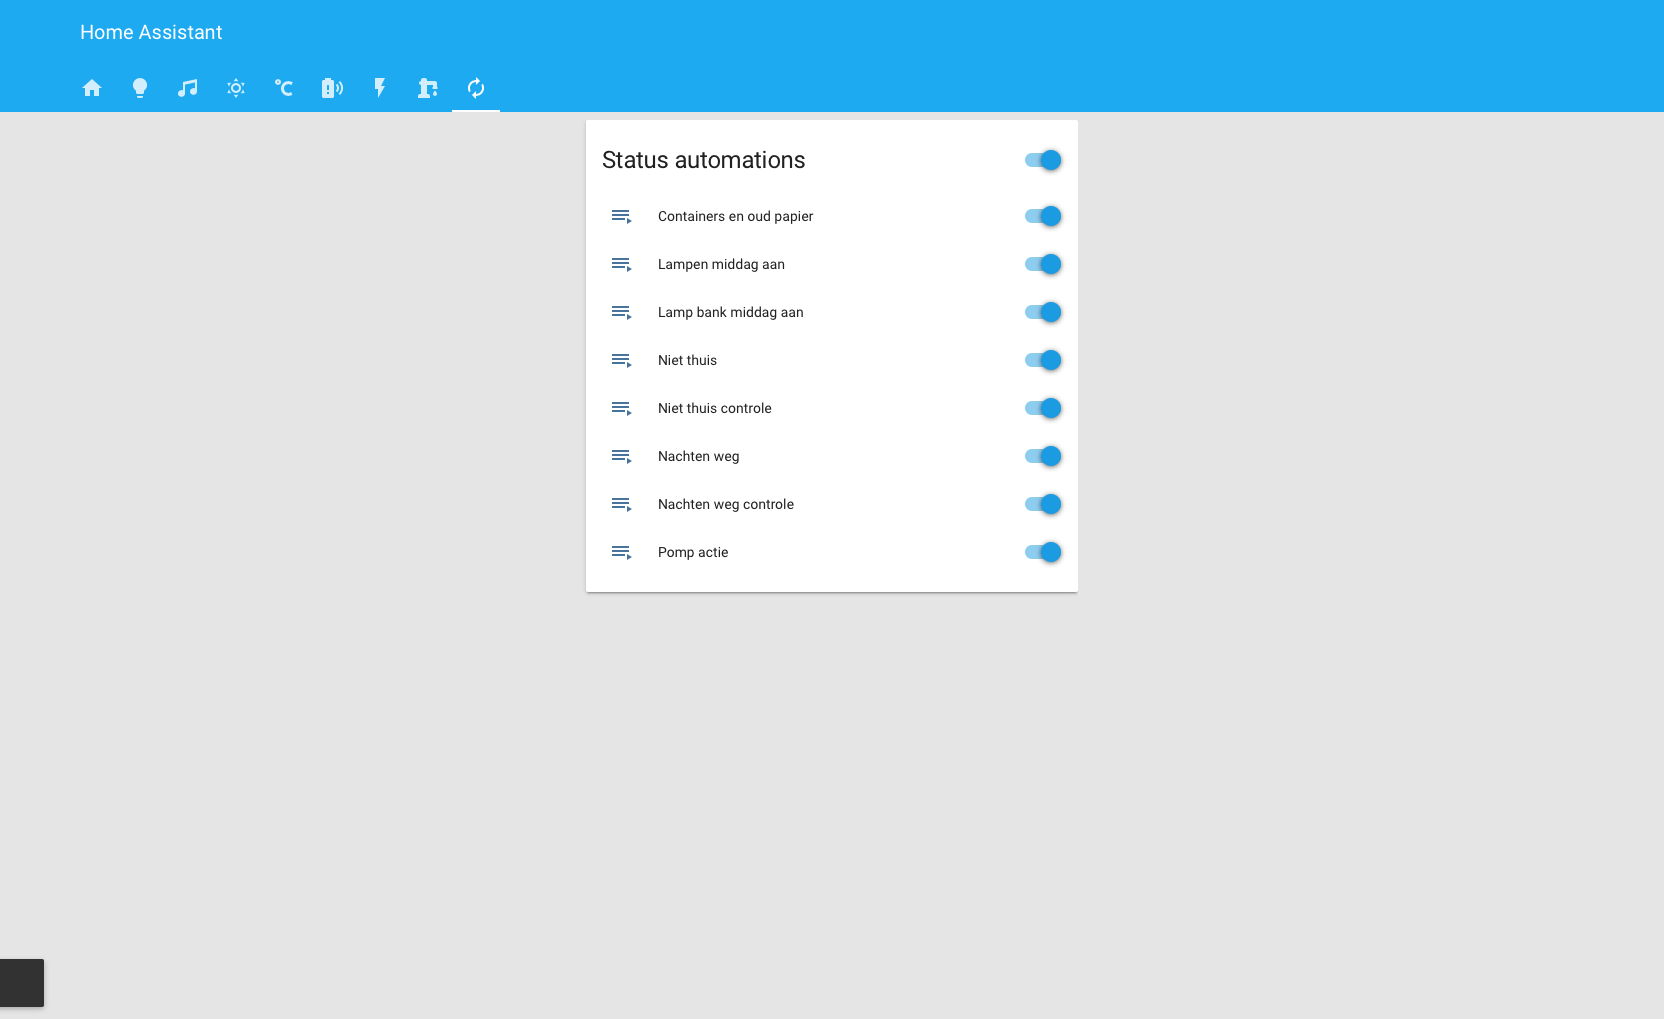 Home Assistant
°C
Status automations
Containers en oud papier
Lampen middag aan
Lamp bank middag aan
Niet thuis
Niet thuis controle
Nachten weg
Nachten weg controle
Pomp actie